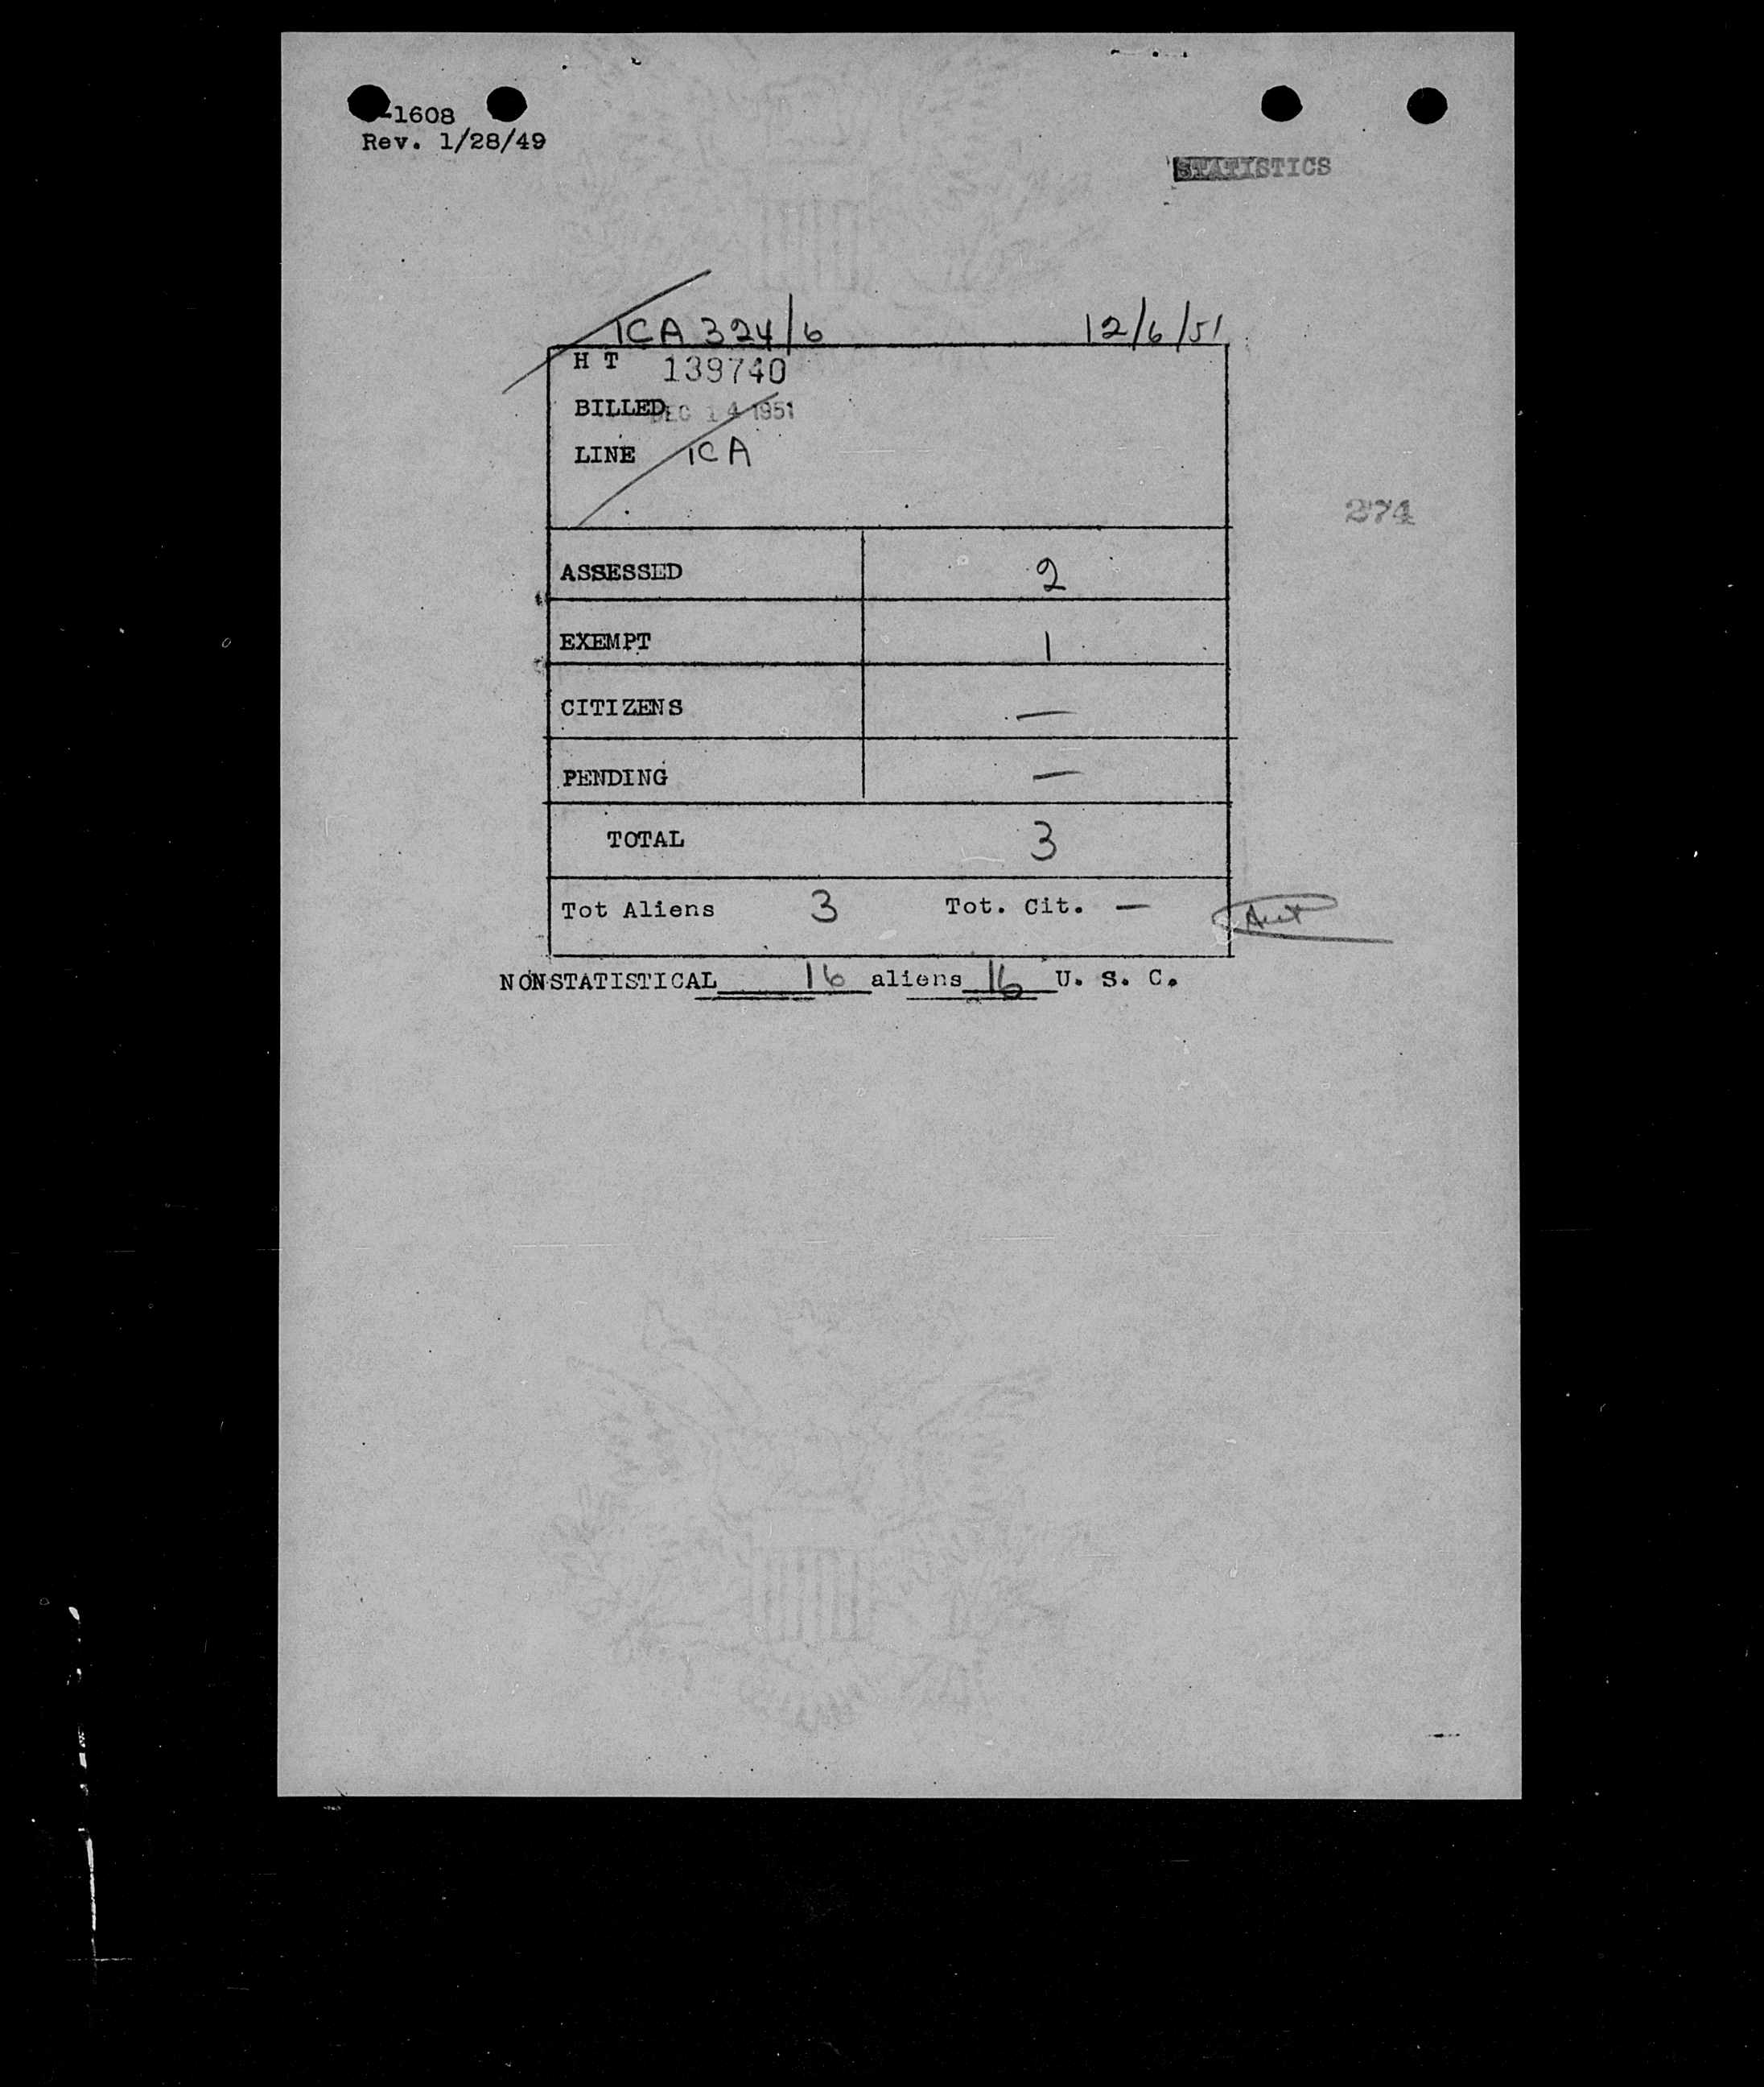 -1608
Rev. 1/28/49
STATISTICS
ICA 324/6 12/6/51
H T 139740
BILLED DEC 14 1951
LINE ICA
274
ASSESSED 2
EXEMPT 1
CITIZENS —
PENDING —
TOTAL 3
Tot Aliens 3 Tot. Cit. —
NONSTATISTICAL 16 aliens 16 U. S. C.